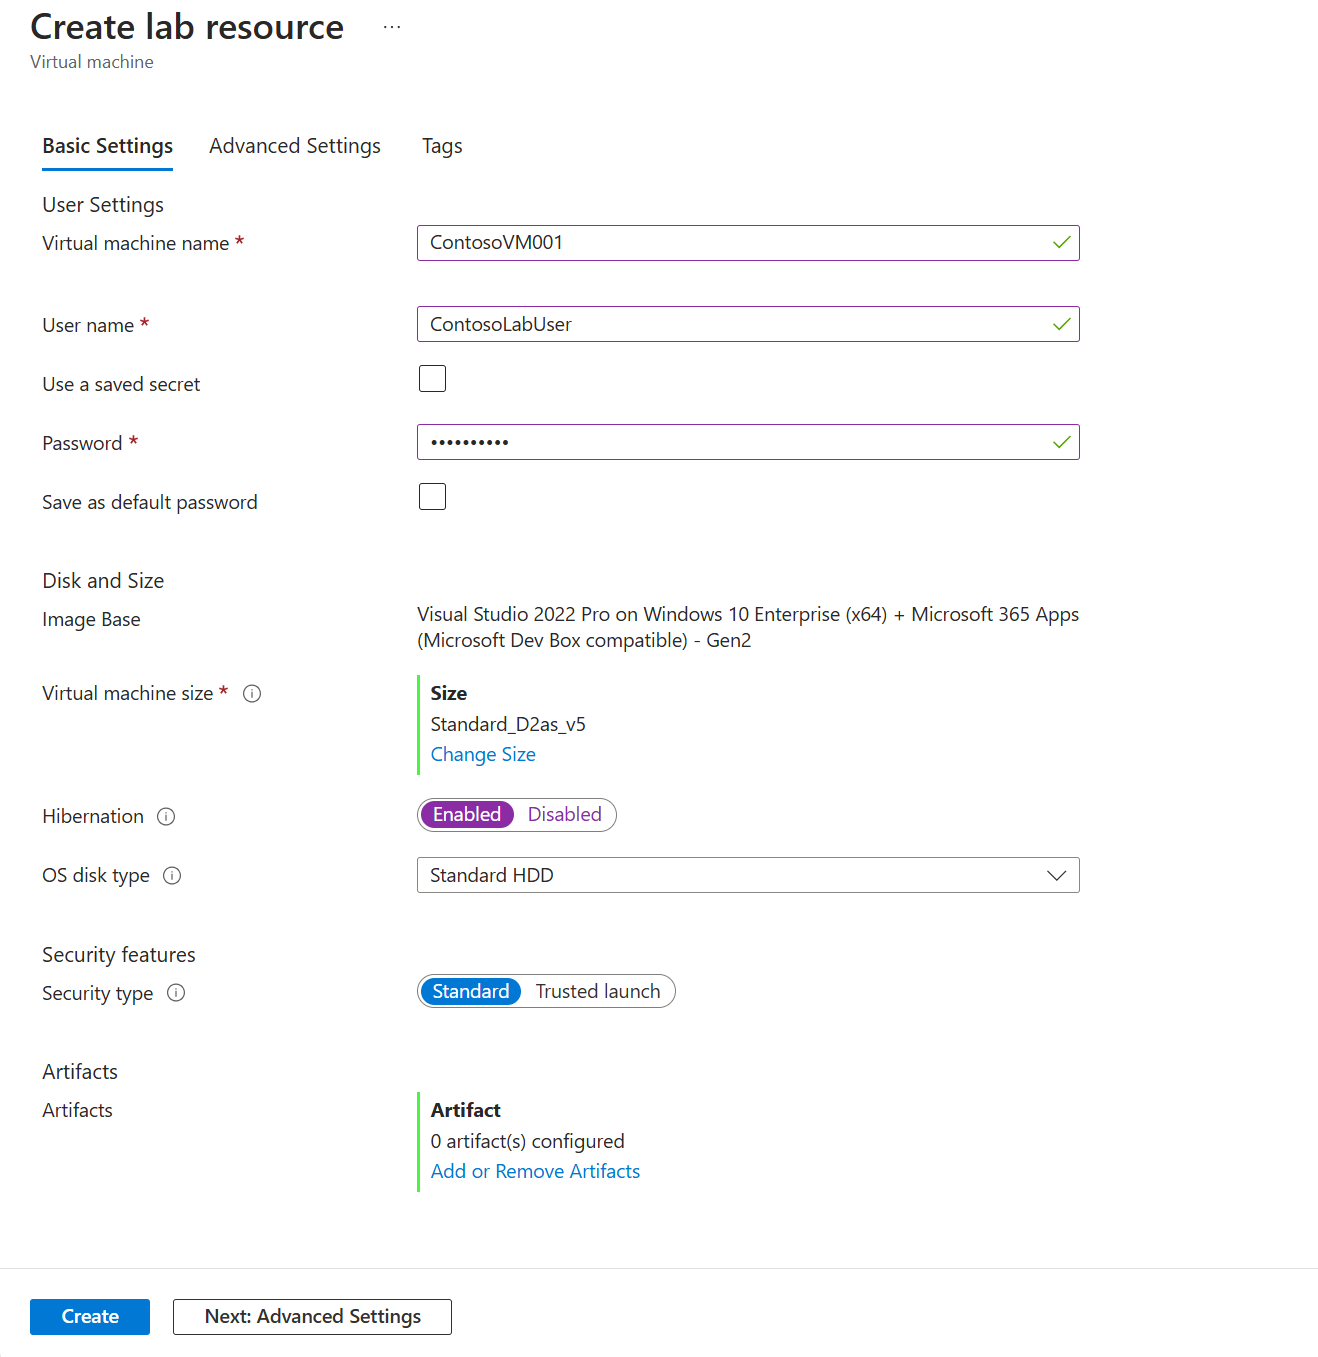 Create lab resource ...
Virtual machine
Basic Settings Advanced Settings Tags
User Settings
Virtual machine name * ContosoVM001
User name * ContosoLabUser
Use a saved secret
Password * ••••••••••
Save as default password
Disk and Size
Image Base Visual Studio 2022 Pro on Windows 10 Enterprise (x64) + Microsoft 365 Apps
(Microsoft Dev Box compatible) - Gen2
Virtual machine size * Size
Standard_D2as_v5
Change Size
Hibernation Enabled Disabled
OS disk type Standard HDD
Security features
Security type Standard Trusted launch
Artifacts
Artifacts Artifact
0 artifact(s) configured
Add or Remove Artifacts
Create Next: Advanced Settings